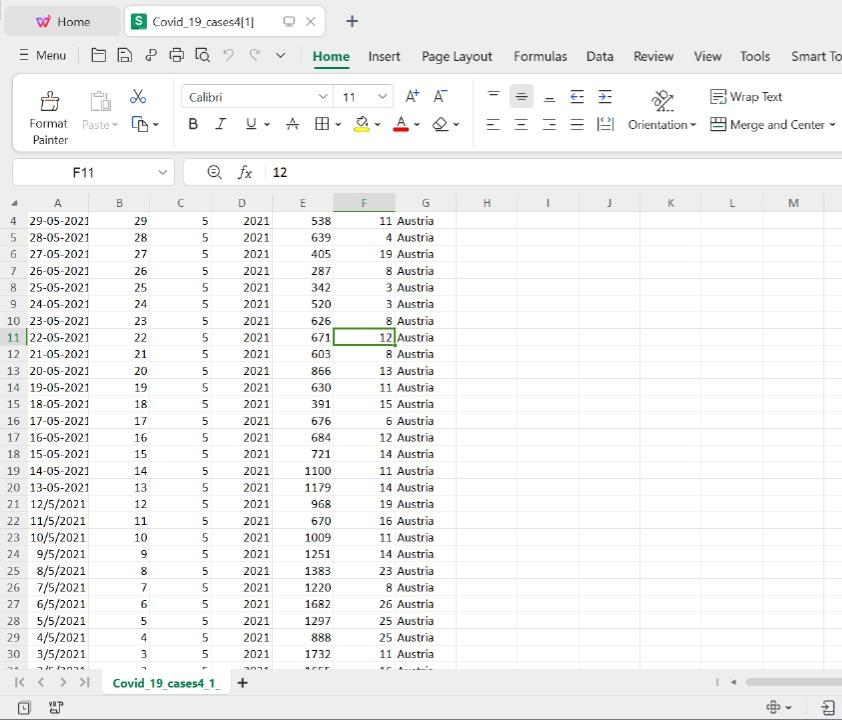 Home Covid_19_cases4[1]
Menu Home Insert Page Layout Formulas Data Review View Tools Smart To
Format Painter Paste Calibri 11 A+ A- B I U A A Orientation Wrap Text Merge and Center
F11 fx 12
A B C D E F G H I J K L M
4 29-05-2021 29 5 2021 538 11 Austria
5 28-05-2021 28 5 2021 639 4 Austria
6 27-05-2021 27 5 2021 405 19 Austria
7 26-05-2021 26 5 2021 287 8 Austria
8 25-05-2021 25 5 2021 342 3 Austria
9 24-05-2021 24 5 2021 520 3 Austria
10 23-05-2021 23 5 2021 626 8 Austria
11 22-05-2021 22 5 2021 671 12 Austria
12 21-05-2021 21 5 2021 603 8 Austria
13 20-05-2021 20 5 2021 866 13 Austria
14 19-05-2021 19 5 2021 630 11 Austria
15 18-05-2021 18 5 2021 391 15 Austria
16 17-05-2021 17 5 2021 676 6 Austria
17 16-05-2021 16 5 2021 684 12 Austria
18 15-05-2021 15 5 2021 721 14 Austria
19 14-05-2021 14 5 2021 1100 11 Austria
20 13-05-2021 13 5 2021 1179 14 Austria
21 12/5/2021 12 5 2021 968 19 Austria
22 11/5/2021 11 5 2021 670 16 Austria
23 10/5/2021 10 5 2021 1009 11 Austria
24 9/5/2021 9 5 2021 1251 14 Austria
25 8/5/2021 8 5 2021 1383 23 Austria
26 7/5/2021 7 5 2021 1220 8 Austria
27 6/5/2021 6 5 2021 1682 26 Austria
28 5/5/2021 5 5 2021 1297 25 Austria
29 4/5/2021 4 5 2021 888 25 Austria
30 3/5/2021 3 5 2021 1732 11 Austria
Covid_19_cases4_1_